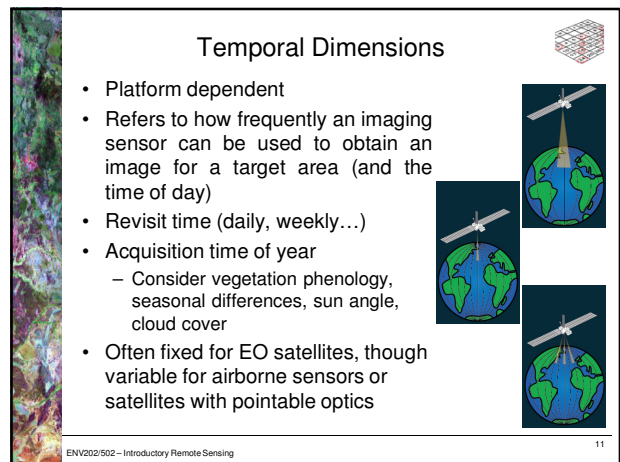 Temporal Dimensions
• Platform dependent
• Refers to how frequently an imaging
sensor can be used to obtain an
image for a target area (and the
time of day)
• Revisit time (daily, weekly…)
• Acquisition time of year
– Consider vegetation phenology,
seasonal differences, sun angle,
cloud cover
• Often fixed for EO satellites, though
variable for airborne sensors or
satellites with pointable optics
ENV202/502 – Introductory Remote Sensing
11